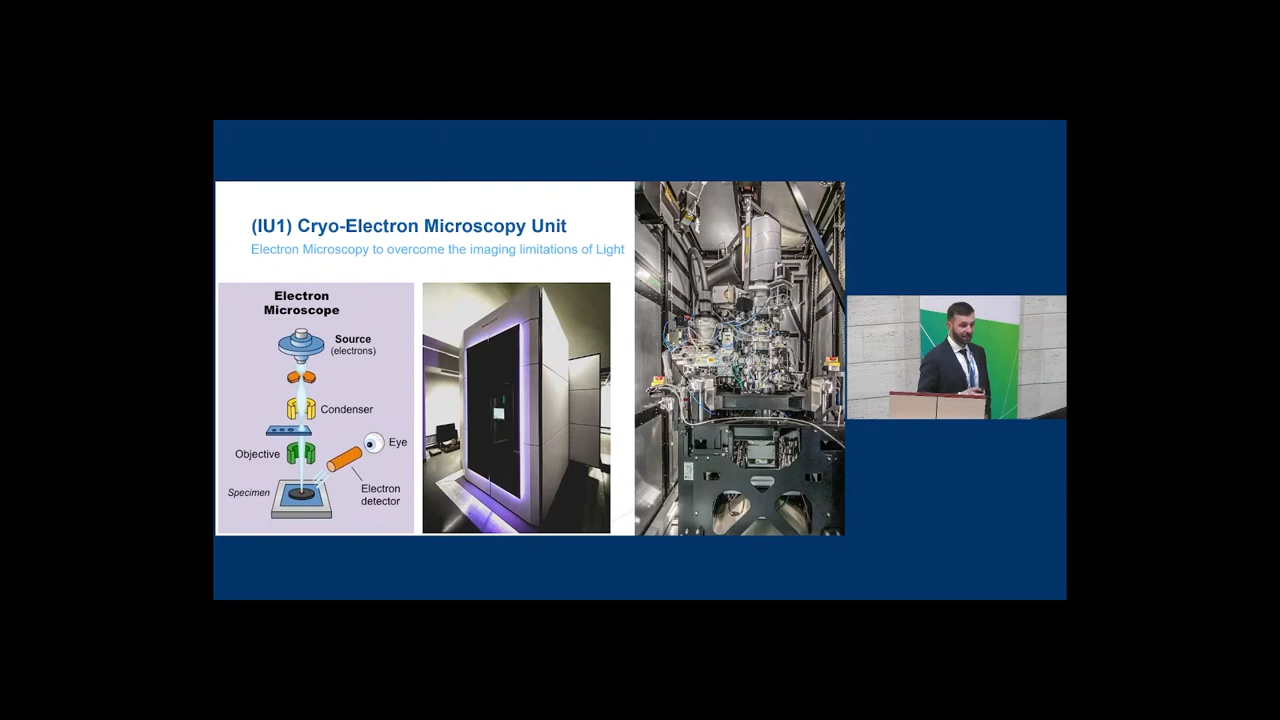 (IU1) Cryo-Electron Microscopy Unit
Electron Microscopy to overcome the imaging limitations of Light
Electron
Microscope
Source
(electrons)
Condenser
Eye
Objective
Specimen
Electron
detector